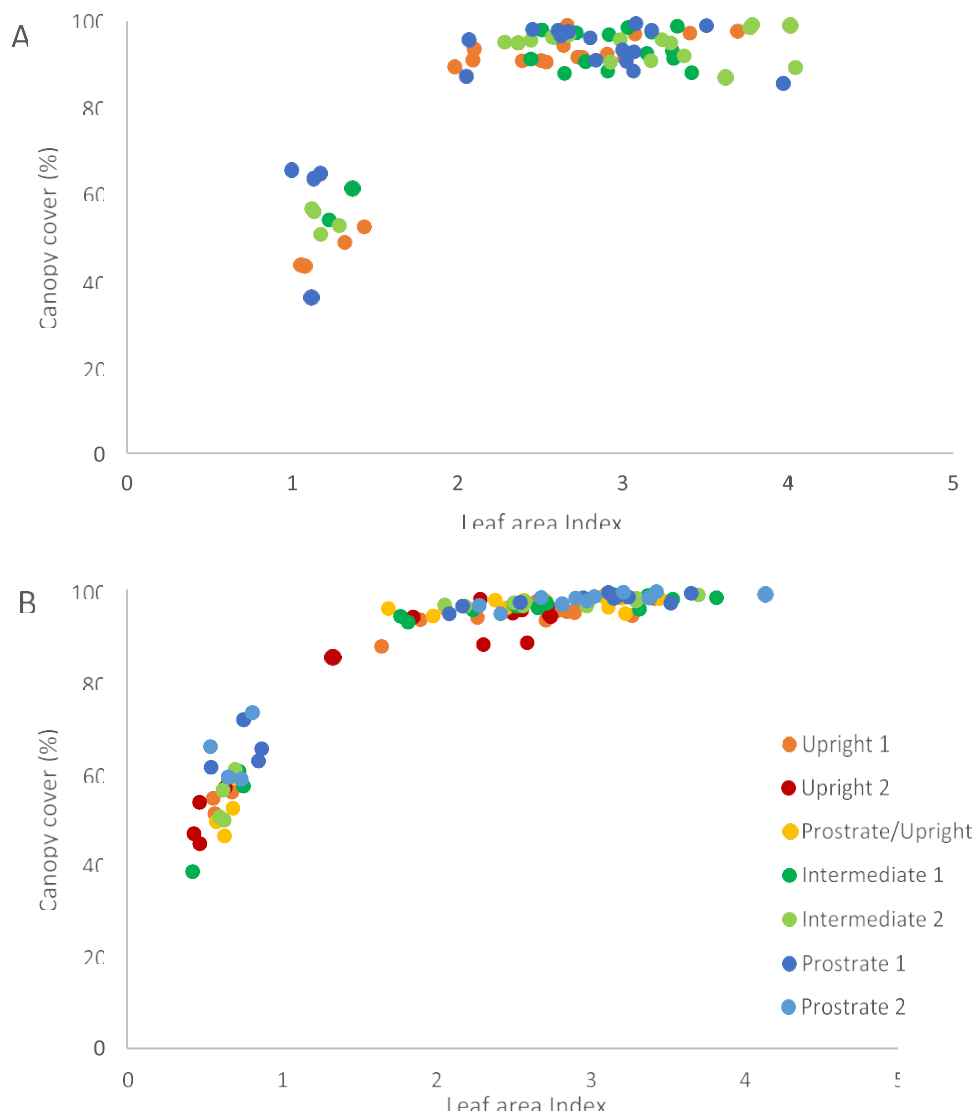 A
100
80
60
40
20
0
Canopy cover (%)
0 1 2 3 4 5
Leaf area Index
B
100
80
60
40
20
0
Canopy cover (%)
Upright 1
Upright 2
Prostrate/Upright
Intermediate 1
Intermediate 2
Prostrate 1
Prostrate 2
0 1 2 3 4 5
Leaf area Index